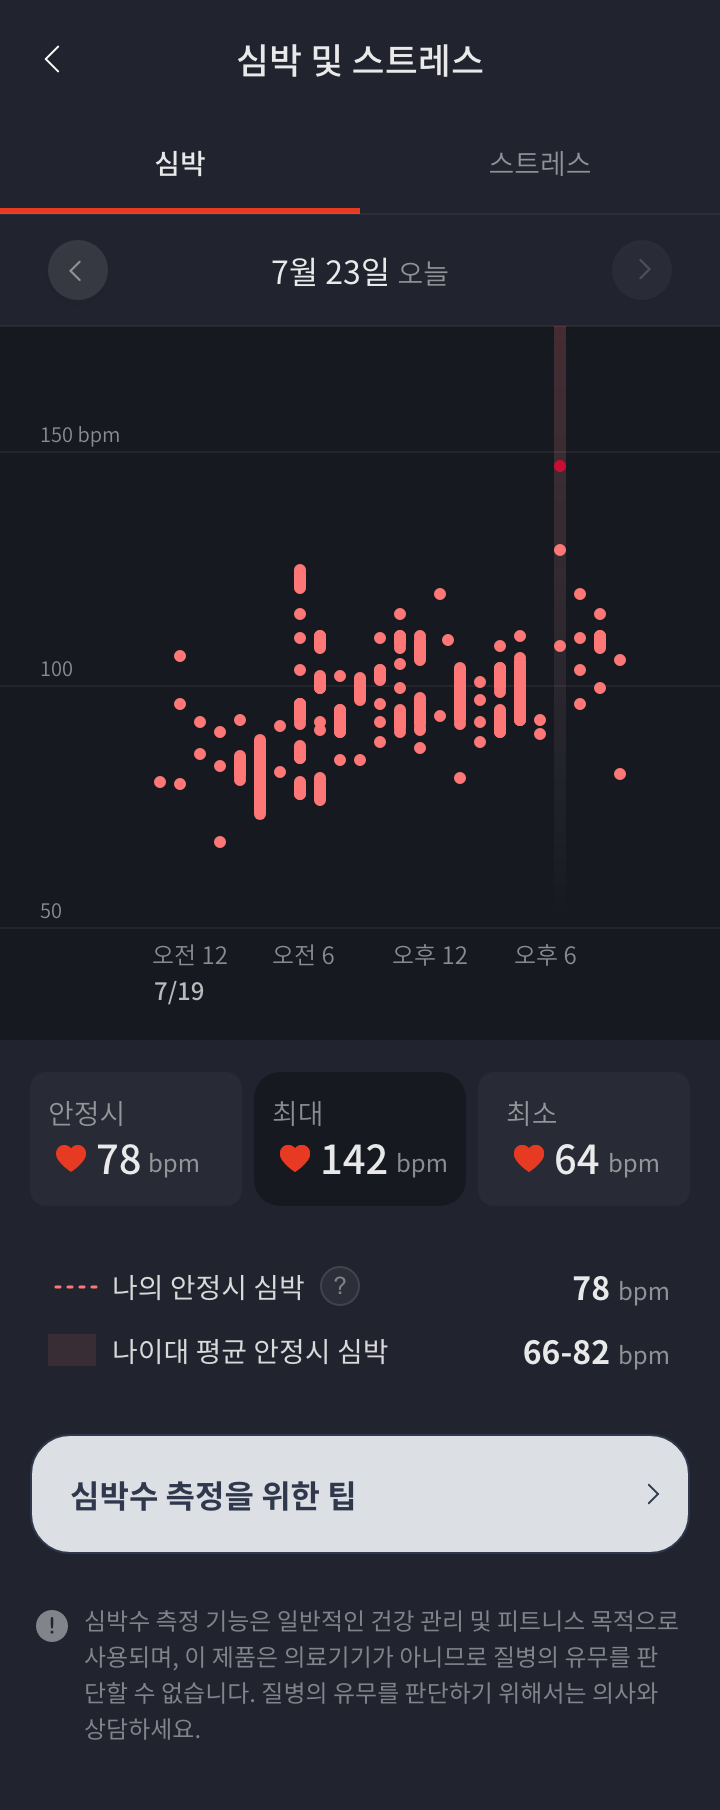 심박 및 스트레스
심박
스트레스
7월 23일 오늘
150 bpm
100
50
오전 12 오전 6 오후 12 오후 6
7/19
안정시
78 bpm
최대
142 bpm
최소
64 bpm
나의 안정시 심박 ? 78 bpm
나이대 평균 안정시 심박 66-82 bpm
심박수 측정을 위한 팁
심박수 측정 기능은 일반적인 건강 관리 및 피트니스 목적으로
사용되며, 이 제품은 의료기기가 아니므로 질병의 유무를 판
단할 수 없습니다. 질병의 유무를 판단하기 위해서는 의사와
상담하세요.